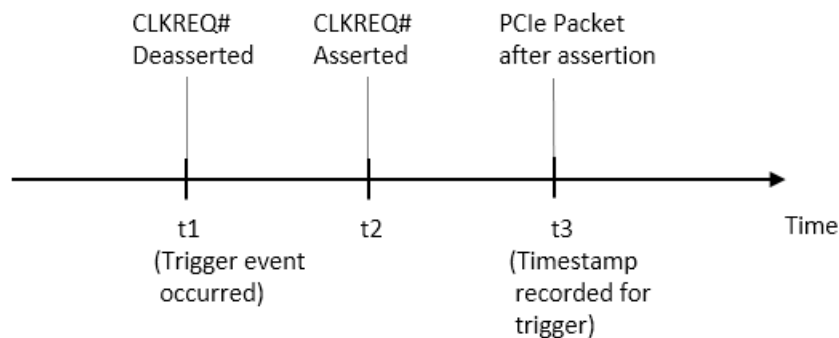 CLKREQ#
Deasserted
CLKREQ#
Asserted
PCIe Packet
after assertion
t1
(Trigger event
occurred)
t2
t3
(Timestamp
recorded for
trigger)
Time